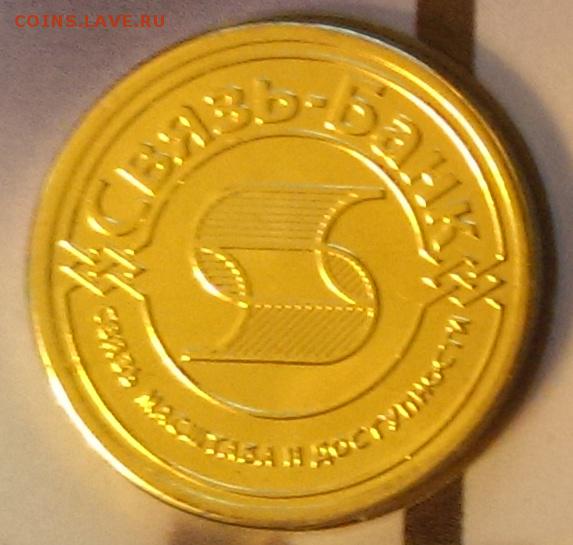 COINS.LAVE.RU
Связь-Банк
СВЯЗЬ МАСШТАБА И ДОСТУПНОСТИ